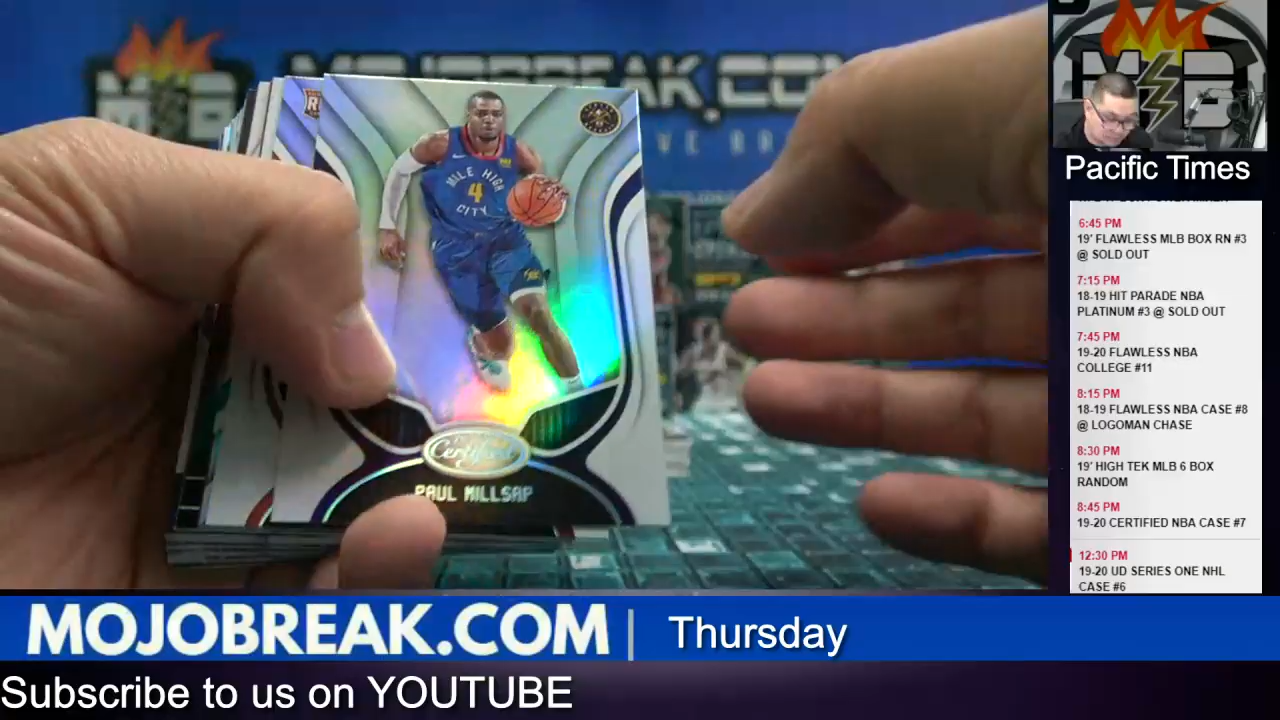 MOJOBREAK.CO
M B
M B
Pacific Times
VE BR
R
MILE HIGH
4
CITY
Certified
PAUL MILLSAP
6:45 PM
19' FLAWLESS MLB BOX RN #3
@ SOLD OUT
7:15 PM
18-19 HIT PARADE NBA
PLATINUM #3 @ SOLD OUT
7:45 PM
19-20 FLAWLESS NBA
COLLEGE #11
8:15 PM
18-19 FLAWLESS NBA CASE #8
@ LOGOMAN CHASE
8:30 PM
19' HIGH TEK MLB 6 BOX
RANDOM
8:45 PM
19-20 CERTIFIED NBA CASE #7
12:30 PM
19-20 UD SERIES ONE NHL
CASE #6
MOJOBREAK.COM | Thursday
Subscribe to us on YOUTUBE